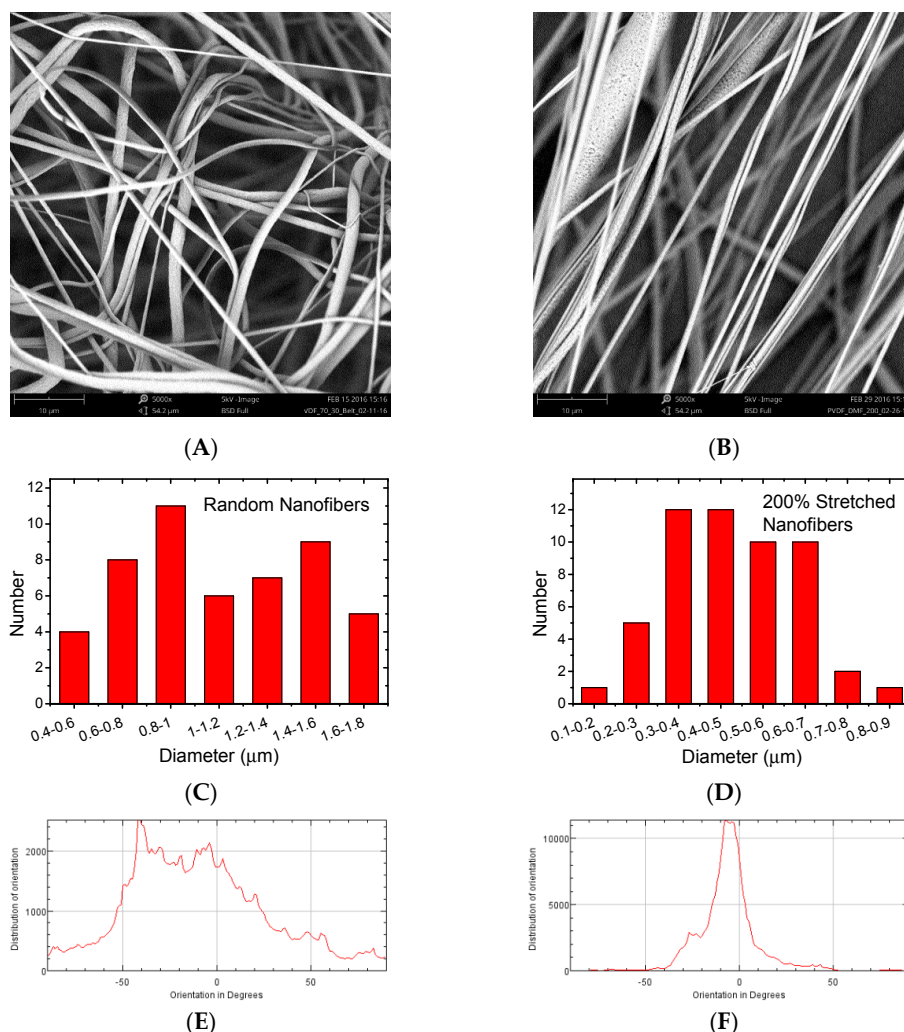 10 µm 5000x 5kV - Image FEB 15 2016 15:16
54.2 µm BSD Full vDF_70_30_Belt_02-11-16
10 µm 5000x 5kV - Image FEB 29 2016 15:16
54.2 µm BSD Full PVDF_DMF_200_02-26-1
(A)
(B)
Random Nanofibers
Number
12
10
8
6
4
2
0
0.4-0.6 0.6-0.8 0.8-1 1-1.2 1.2-1.4 1.4-1.6 1.6-1.8
Diameter (µm)
200% Stretched
Nanofibers
Number
12
10
8
6
4
2
0
0.1-0.2 0.2-0.3 0.3-0.4 0.4-0.5 0.5-0.6 0.6-0.7 0.7-0.8 0.8-0.9
Diameter (µm)
(C)
(D)
Distribution of orientation
2000
1000
0
-50 0 50
Orientation in Degrees
Distribution of orientation
10000
5000
0
-50 0 50
Orientation in Degrees
(E)
(F)